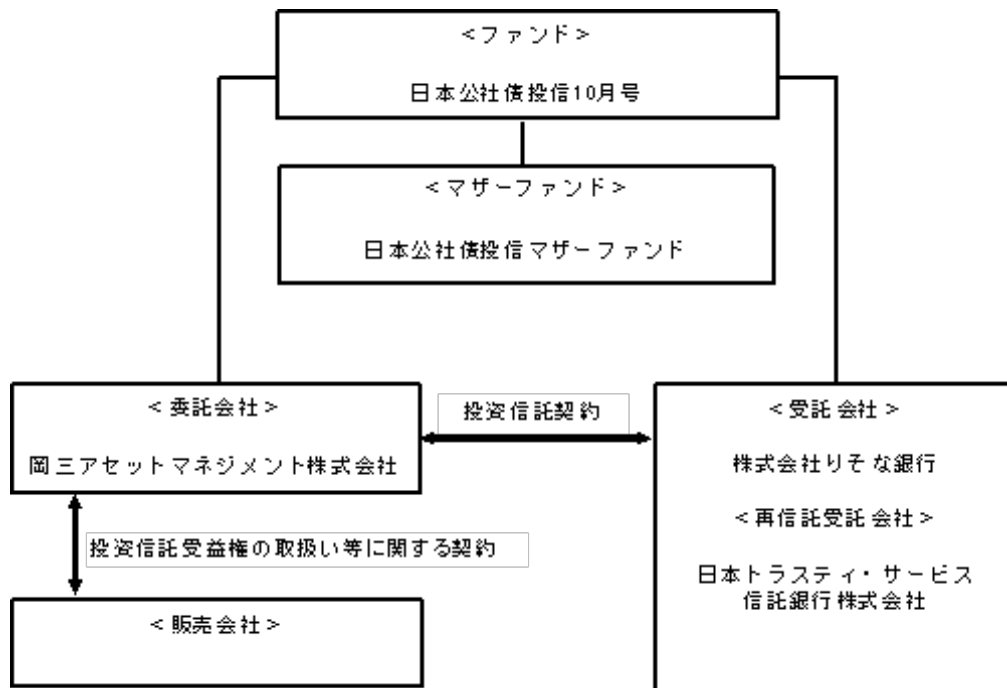 <ファンド>
日本公社債投信10月号
<マザーファンド>
日本公社債投信マザーファンド
<委託会社>
岡三アセットマネジメント株式会社
投資信託契約
<受託会社>
株式会社りそな銀行
<再信託受託会社>
日本トラスティ・サービス
信託銀行株式会社
投資信託受益権の取扱い等に関する契約
<販売会社>